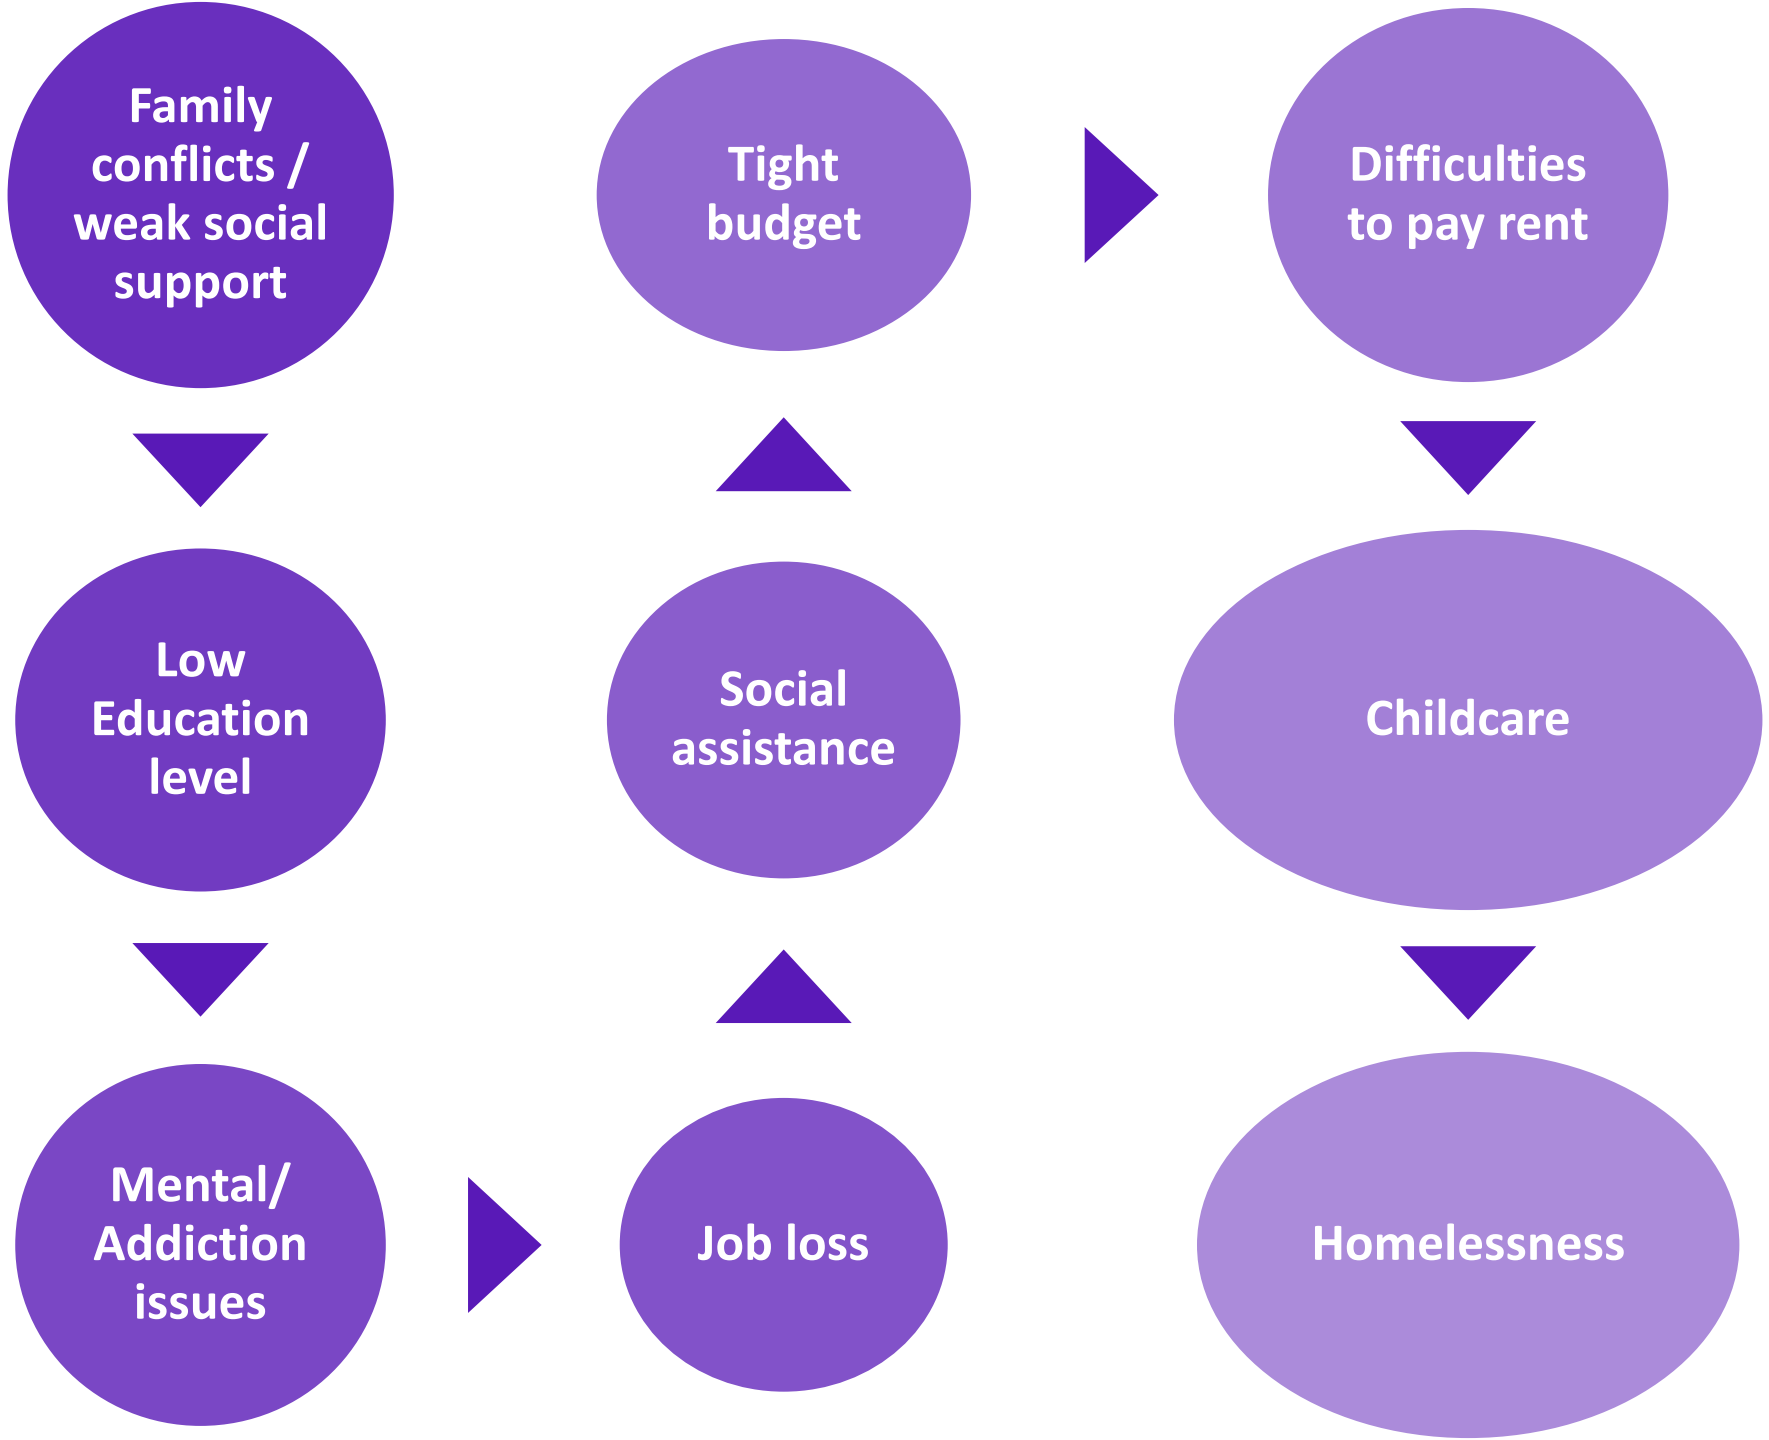 Family
conflicts /
weak social
support
Low
Education
level
Mental/
Addiction
issues
Job loss
Social
assistance
Tight
budget
Difficulties
to pay rent
Childcare
Homelessness